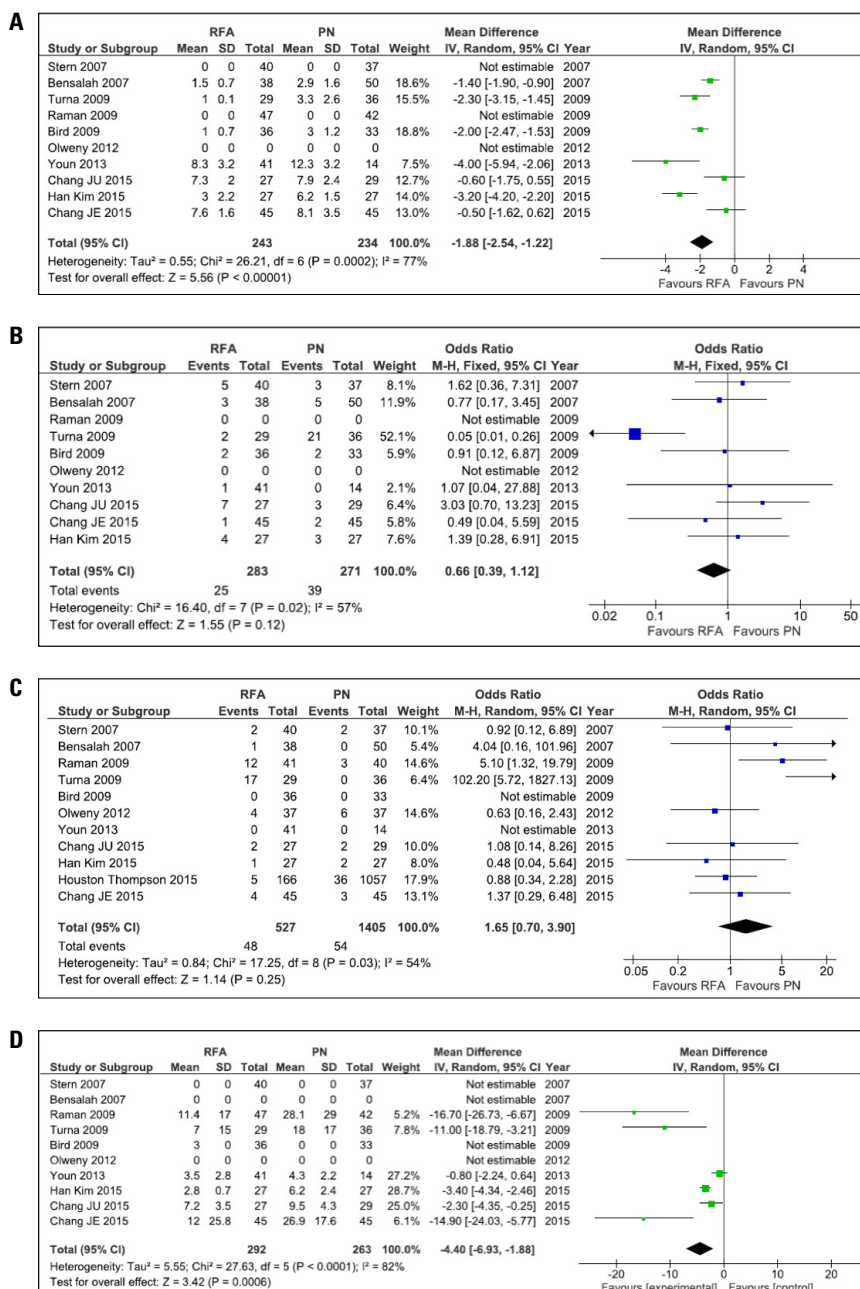 A
RFA PN Mean Difference Mean Difference
Study or Subgroup Mean SD Total Mean SD Total Weight IV, Random, 95% CI Year IV, Random, 95% CI
Stern 2007 0 0 40 0 0 37 Not estimable 2007
Bensalah 2007 1.5 0.7 38 2.9 1.6 50 18.6% -1.40 [-1.90, -0.90] 2007
Turna 2009 1 0.1 29 3.3 2.6 36 15.5% -2.30 [-3.15, -1.45] 2009
Raman 2009 0 0 47 0 0 42 Not estimable 2009
Bird 2009 1 0.7 36 3 1.2 33 18.8% -2.00 [-2.47, -1.53] 2009
Olweny 2012 0 0 0 0 0 0 Not estimable 2012
Youn 2013 8.3 3.2 41 12.3 3.2 14 7.5% -4.00 [-5.94, -2.06] 2013
Chang JU 2015 7.3 2 27 7.9 2.4 29 12.7% -0.60 [-1.75, 0.55] 2015
Han Kim 2015 3 2.2 27 6.2 1.5 27 14.0% -3.20 [-4.20, -2.20] 2015
Chang JE 2015 7.6 1.6 45 8.1 3.5 45 13.0% -0.50 [-1.62, 0.62] 2015
Total (95% CI) 243 234 100.0% -1.88 [-2.54, -1.22]
Heterogeneity: Tau² = 0.55; Chi² = 26.21, df = 6 (P = 0.0002); I² = 77%
Test for overall effect: Z = 5.56 (P < 0.00001)
-4 -2 0 2 4
Favours RFA Favours PN
B
RFA PN Odds Ratio Odds Ratio
Study or Subgroup Events Total Events Total Weight M-H, Fixed, 95% CI Year M-H, Fixed, 95% CI
Stern 2007 5 40 3 37 8.1% 1.62 [0.36, 7.31] 2007
Bensalah 2007 3 38 5 50 11.9% 0.77 [0.17, 3.45] 2007
Raman 2009 0 0 0 0 Not estimable 2009
Turna 2009 2 29 21 36 52.1% 0.05 [0.01, 0.26] 2009
Bird 2009 2 36 2 33 5.9% 0.91 [0.12, 6.87] 2009
Olweny 2012 0 0 0 0 Not estimable 2012
Youn 2013 1 41 0 14 2.1% 1.07 [0.04, 27.88] 2013
Chang JU 2015 7 27 3 29 6.4% 3.03 [0.70, 13.23] 2015
Chang JE 2015 1 45 2 45 5.8% 0.49 [0.04, 5.59] 2015
Han Kim 2015 4 27 3 27 7.6% 1.39 [0.28, 6.91] 2015
Total (95% CI) 283 271 100.0% 0.66 [0.39, 1.12]
Total events 25 39
Heterogeneity: Chi² = 16.40, df = 7 (P = 0.02); I² = 57%
Test for overall effect: Z = 1.55 (P = 0.12)
0.02 0.1 1 10 50
Favours RFA Favours PN
C
RFA PN Odds Ratio Odds Ratio
Study or Subgroup Events Total Events Total Weight M-H, Random, 95% CI Year M-H, Random, 95% CI
Stern 2007 2 40 2 37 10.1% 0.92 [0.12, 6.89] 2007
Bensalah 2007 1 38 0 50 5.4% 4.04 [0.16, 101.96] 2007
Raman 2009 12 41 3 40 14.6% 5.10 [1.32, 19.79] 2009
Turna 2009 17 29 0 36 6.4% 102.20 [5.72, 1827.13] 2009
Bird 2009 0 36 0 33 Not estimable 2009
Olweny 2012 4 37 6 37 14.6% 0.63 [0.16, 2.43] 2012
Youn 2013 0 41 0 14 Not estimable 2013
Chang JU 2015 2 27 2 29 10.0% 1.08 [0.14, 8.26] 2015
Han Kim 2015 1 27 2 27 8.0% 0.48 [0.04, 5.64] 2015
Houston Thompson 2015 5 166 36 1057 17.9% 0.88 [0.34, 2.28] 2015
Chang JE 2015 4 45 3 45 13.0% 1.37 [0.29, 6.48] 2015
Total (95% CI) 527 1405 100.0% 1.65 [0.70, 3.90]
Total events 48 54
Heterogeneity: Tau² = 0.84; Chi² = 17.25, df = 8 (P = 0.03); I² = 54%
Test for overall effect: Z = 1.14 (P = 0.25)
0.05 0.2 1 5 20
Favours RFA Favours PN
D
RFA PN Mean Difference Mean Difference
Study or Subgroup Mean SD Total Mean SD Total Weight IV, Random, 95% CI Year IV, Random, 95% CI
Stern 2007 0 0 40 0 0 37 Not estimable 2007
Bensalah 2007 0 0 0 0 0 0 Not estimable 2007
Raman 2009 11.4 17 47 28.1 29 42 5.2% -16.70 [-26.73, -6.67] 2009
Turna 2009 7 15 29 18 17 36 7.8% -11.00 [-18.79, -3.21] 2009
Bird 2009 3 0 36 0 0 33 Not estimable 2009
Olweny 2012 0 0 0 0 0 0 Not estimable 2012
Youn 2013 3.5 2.8 41 4.3 2.2 14 27.2% -0.80 [-2.24, 0.64] 2013
Han Kim 2015 2.8 0.7 27 6.2 2.4 27 28.7% -3.40 [-4.34, -2.46] 2015
Chang JU 2015 7.2 3.5 27 9.5 4.3 29 25.0% -2.30 [-4.35, -0.25] 2015
Chang JE 2015 12 25.8 45 26.9 17.6 45 6.1% -14.90 [-24.03, -5.77] 2015
Total (95% CI) 292 263 100.0% -4.40 [-6.93, -1.88]
Heterogeneity: Tau² = 5.55; Chi² = 27.63, df = 5 (P < 0.0001); I² = 82%
Test for overall effect: Z = 3.42 (P = 0.0006)
-20 -10 0 10 20
Favours [experimental] Favours [control]